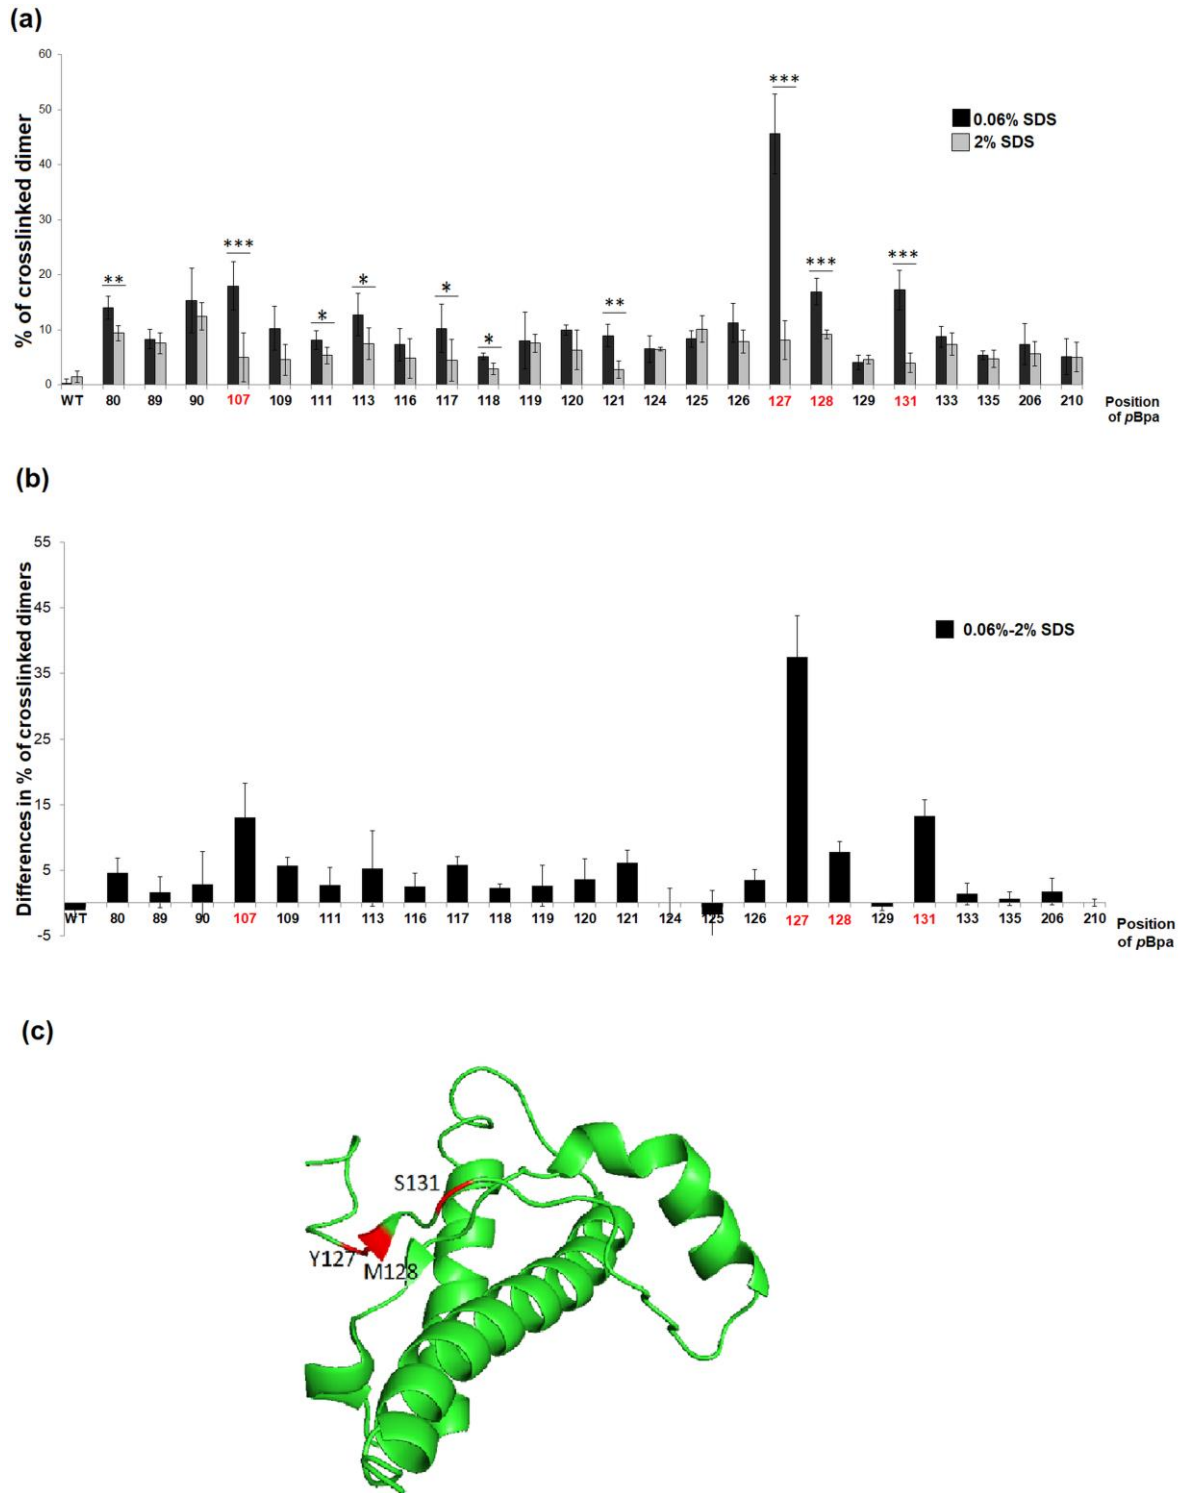 (a)
% of crosslinked dimer
60
50
40
30
20
10
0
** *** * * * * ** *** *** ***
0.06% SDS
2% SDS
WT 80 89 90 107 109 111 113 116 117 118 119 120 121 124 125 126 127 128 129 131 133 135 206 210
Position
of pBpa
(b)
Differences in % of crosslinked dimers
55
45
35
25
15
5
-5
0.06%-2% SDS
WT 80 89 90 107 109 111 113 116 117 118 119 120 121 124 125 126 127 128 129 131 133 135 206 210
Position
of pBpa
(c)
S131
Y127
M128